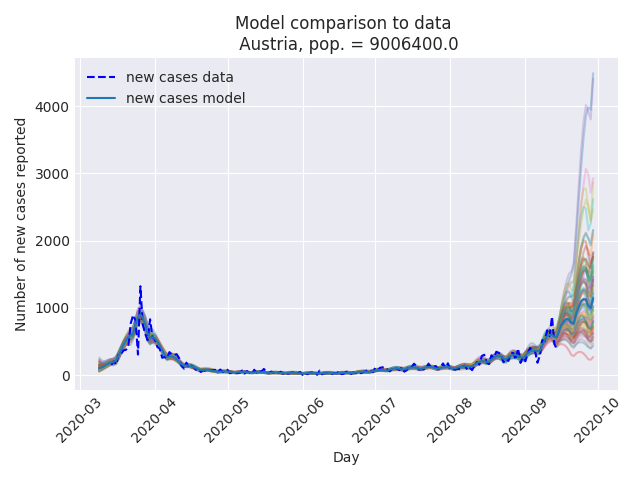 Model comparison to data
Austria, pop. = 9006400.0
new cases data
new cases model
Number of new cases reported
4000
3000
2000
1000
0
2020-03
2020-04
2020-05
2020-06
2020-07
2020-08
2020-09
2020-10
Day